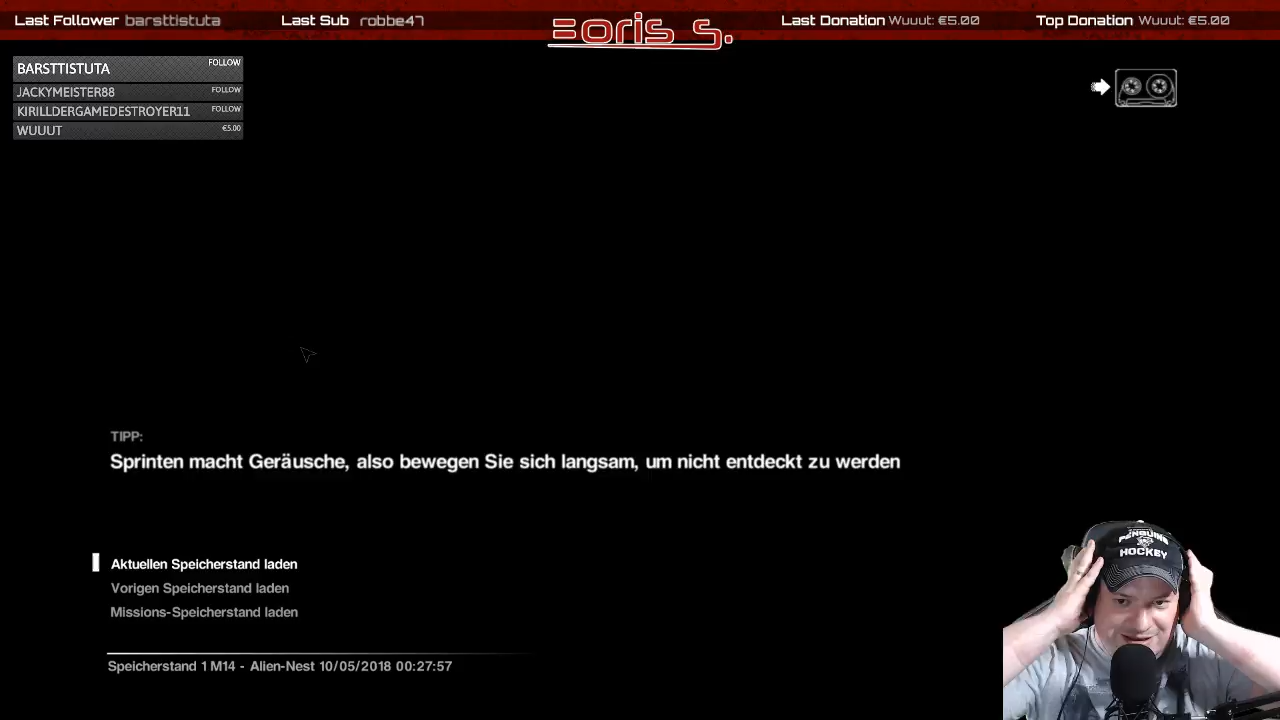 Last Follower barsttistuta
Last Sub robbe47
Boris S.
Last Donation Wuuut: €5.00
Top Donation Wuuut: €5.00
BARSTTISTUTA FOLLOW
JACKYMEISTER88 FOLLOW
KIRILLDERGAMEDESTROYER11 FOLLOW
WUUUT €5.00
TIPP:
Sprinten macht Geräusche, also bewegen Sie sich langsam, um nicht entdeckt zu werden
Aktuellen Speicherstand laden
Vorigen Speicherstand laden
Missions-Speicherstand laden
Speicherstand 1 M14 - Alien-Nest 10/05/2018 00:27:57
PENGUINS
HOCKEY